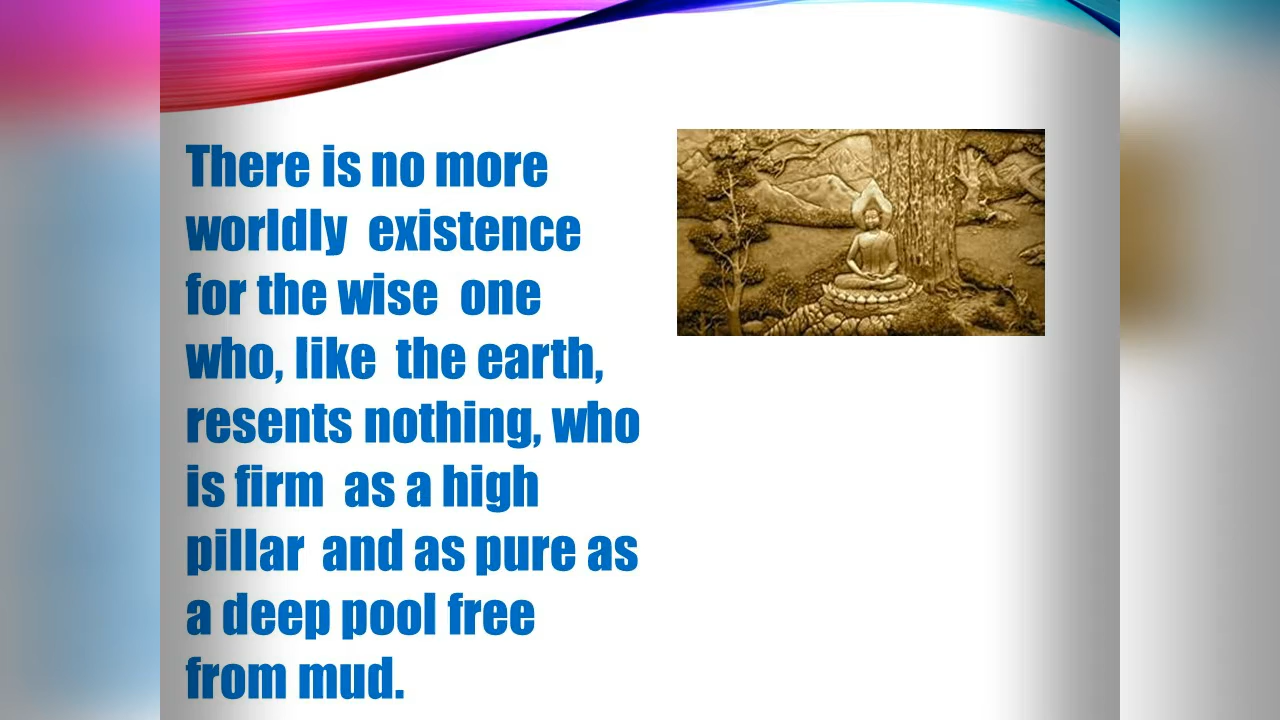 There is no more
worldly existence
for the wise one
who, like the earth,
resents nothing, who
is firm as a high
pillar and as pure as
a deep pool free
from mud.